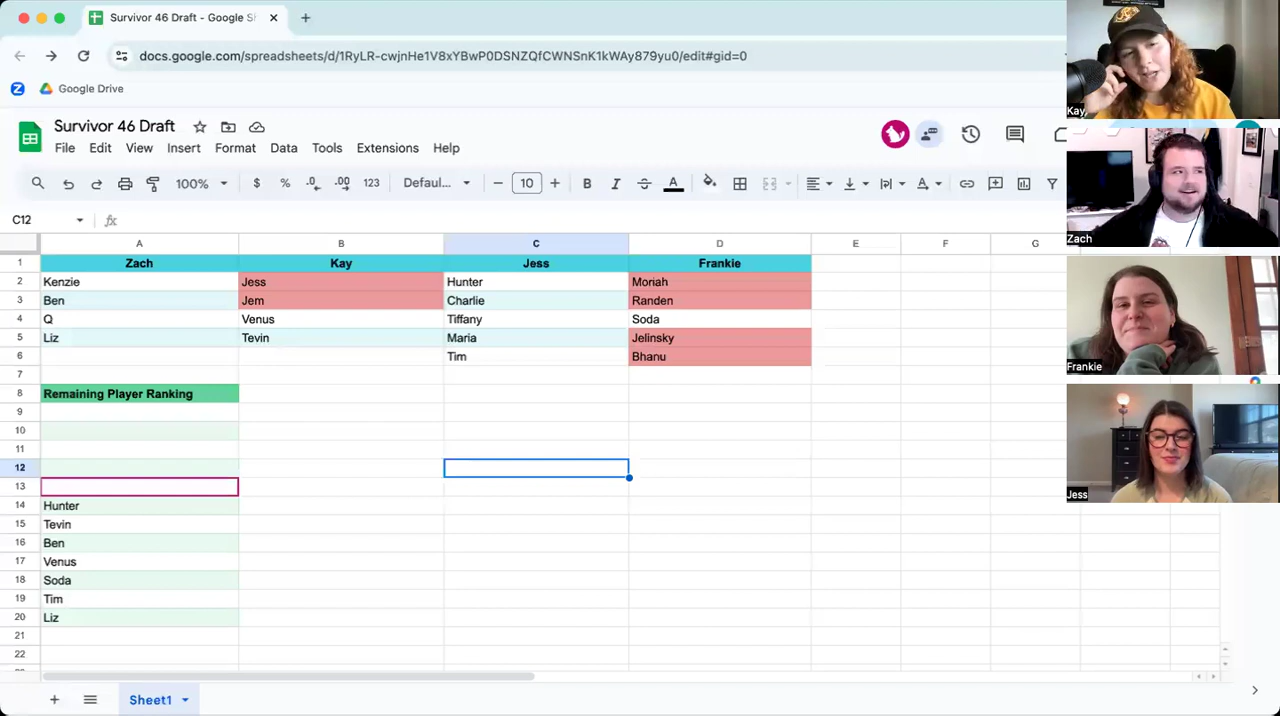 Survivor 46 Draft - Google Sh
docs.google.com/spreadsheets/d/1RyLR-cwjnHe1V8xYBwP0DSNZQfCWNSnK1kWAy879yu0/edit#gid=0
Google Drive
Survivor 46 Draft
File Edit View Insert Format Data Tools Extensions Help
100% $ % .0 .00 123 Defaul... 10 B I A
C12 fx
A B C D E F G
1 Zach Kay Jess Frankie
2 Kenzie Jess Hunter Moriah
3 Ben Jem Charlie Randen
4 Q Venus Tiffany Soda
5 Liz Tevin Maria Jelinsky
6 Tim Bhanu
7
8 Remaining Player Ranking
9
10
11
12
13
14 Hunter
15 Tevin
16 Ben
17 Venus
18 Soda
19 Tim
20 Liz
21
22
Sheet1
Kay
Zach
Frankie
Jess